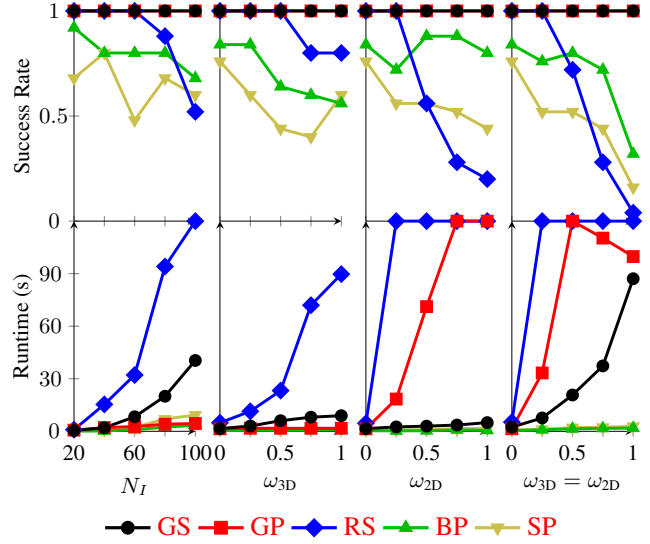 1
0.5
0
Success Rate
90
60
30
0
Runtime (s)
20 60 100 0 0.5 1 0 0.5 1 0 0.5 1
N_I ω_3D ω_2D ω_3D = ω_2D
GS GP RS BP SP